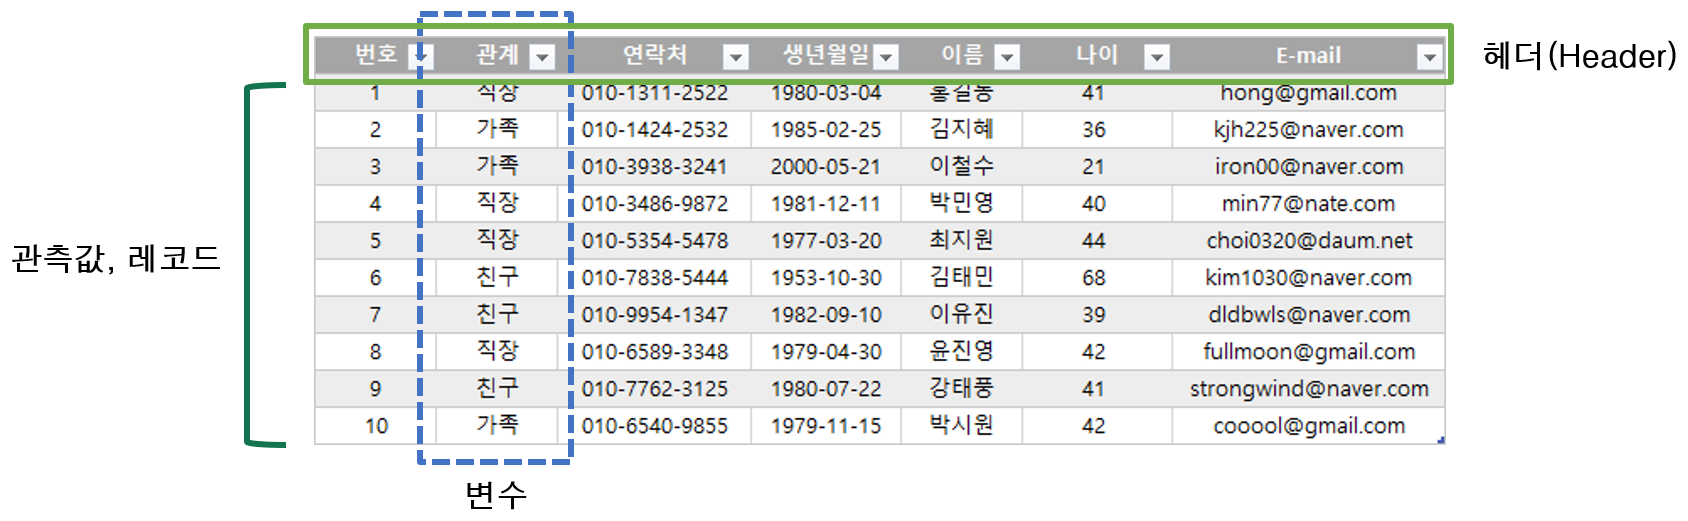 번호 관계 연락처 생년월일 이름 나이 E-mail
헤더(Header)
1 직장 010-1311-2522 1980-03-04 홍길동 41 hong@gmail.com
2 가족 010-1424-2532 1985-02-25 김지혜 36 kjh225@naver.com
3 가족 010-3938-3241 2000-05-21 이철수 21 iron00@naver.com
4 직장 010-3486-9872 1981-12-11 박민영 40 min77@nate.com
5 직장 010-5354-5478 1977-03-20 최지원 44 choi0320@daum.net
관측값, 레코드
6 친구 010-7838-5444 1953-10-30 김태민 68 kim1030@naver.com
7 친구 010-9954-1347 1982-09-10 이유진 39 dldbwls@naver.com
8 직장 010-6589-3348 1979-04-30 윤진영 42 fullmoon@gmail.com
9 친구 010-7762-3125 1980-07-22 강태풍 41 strongwind@naver.com
10 가족 010-6540-9855 1979-11-15 박시원 42 cooool@gmail.com
변수